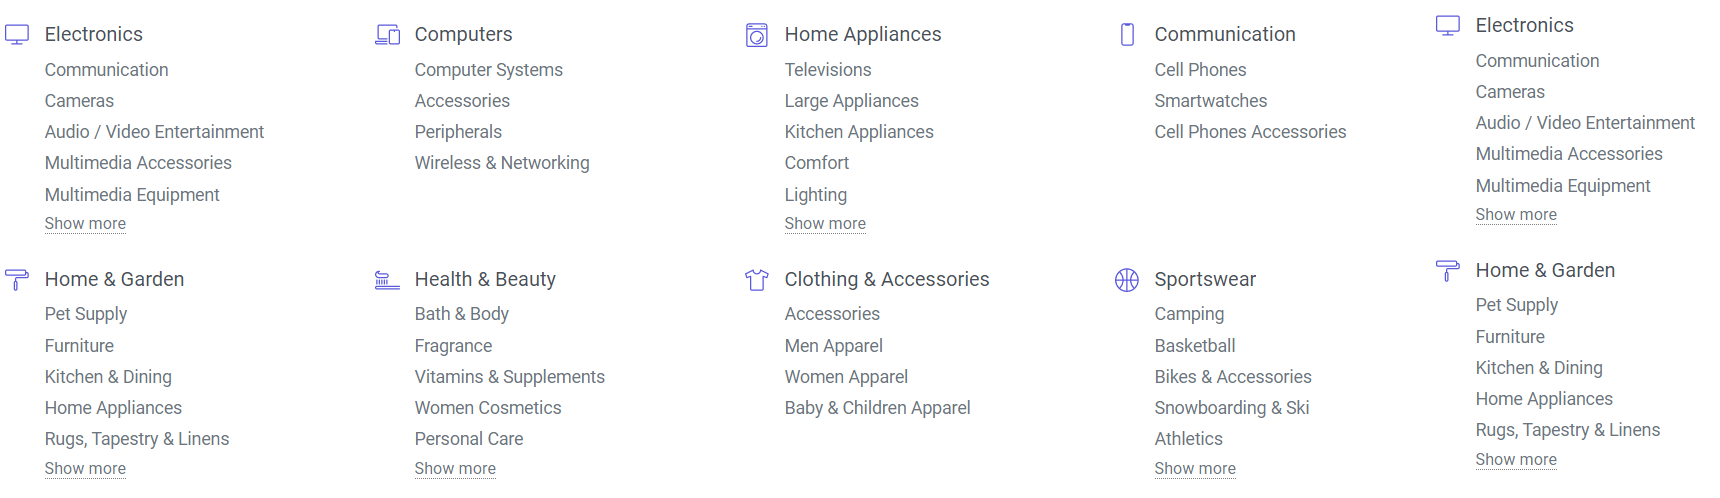 Electronics
Communication
Cameras
Audio / Video Entertainment
Multimedia Accessories
Multimedia Equipment
Show more
Computers
Computer Systems
Accessories
Peripherals
Wireless & Networking
Home Appliances
Televisions
Large Appliances
Kitchen Appliances
Comfort
Lighting
Show more
Communication
Cell Phones
Smartwatches
Cell Phones Accessories
Electronics
Communication
Cameras
Audio / Video Entertainment
Multimedia Accessories
Multimedia Equipment
Show more
Home & Garden
Pet Supply
Furniture
Kitchen & Dining
Home Appliances
Rugs, Tapestry & Linens
Show more
Health & Beauty
Bath & Body
Fragrance
Vitamins & Supplements
Women Cosmetics
Personal Care
Show more
Clothing & Accessories
Accessories
Men Apparel
Women Apparel
Baby & Children Apparel
Sportswear
Camping
Basketball
Bikes & Accessories
Snowboarding & Ski
Athletics
Show more
Home & Garden
Pet Supply
Furniture
Kitchen & Dining
Home Appliances
Rugs, Tapestry & Linens
Show more